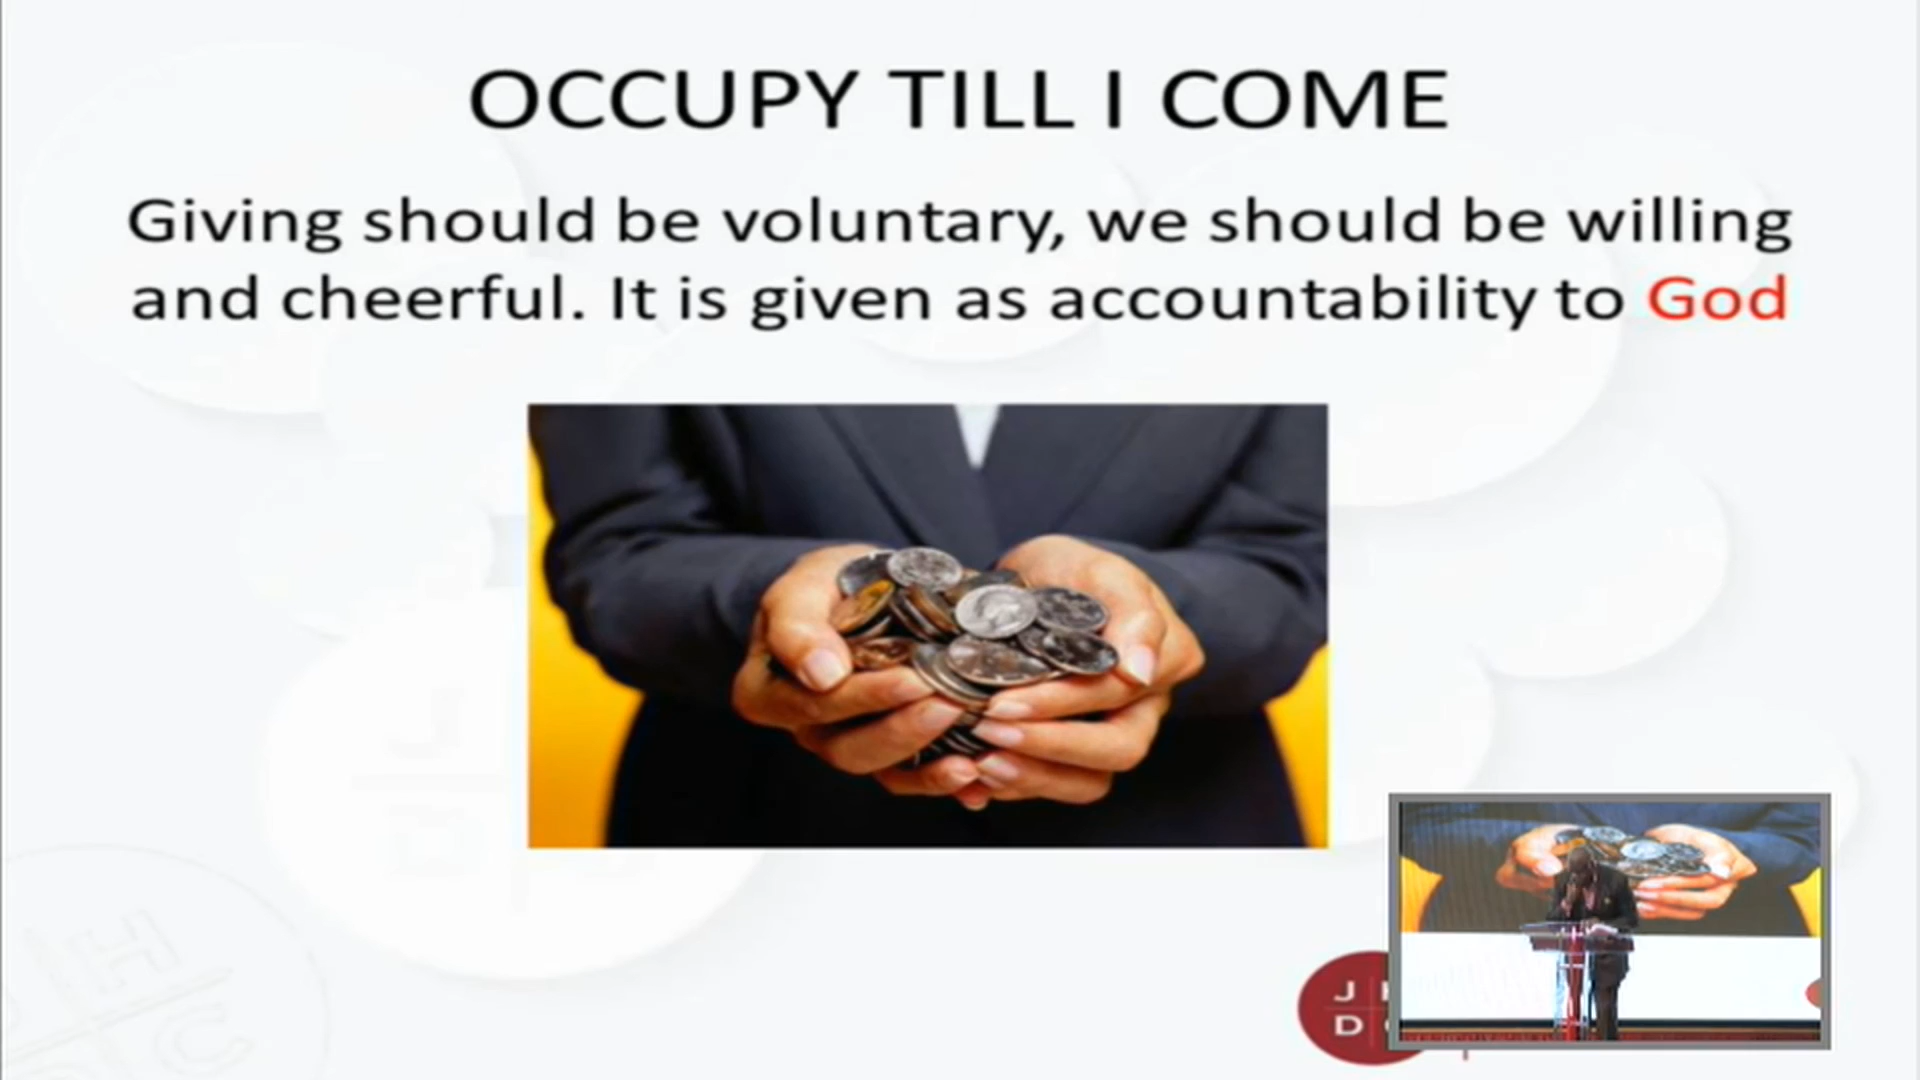 OCCUPY TILL I COME
Giving should be voluntary, we should be willing
and cheerful. It is given as accountability to God
J
D